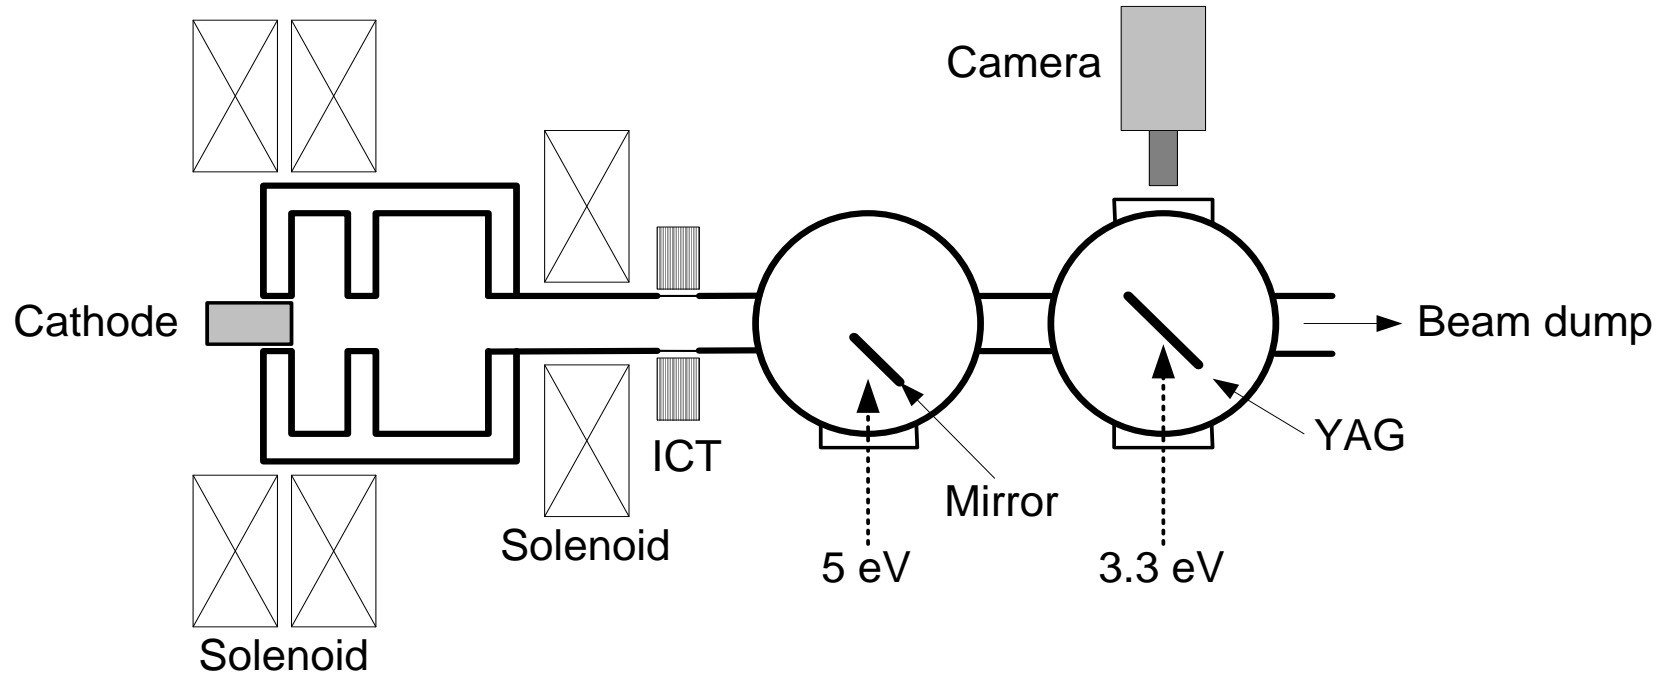 Camera
Cathode
Beam dump
YAG
ICT
Mirror
Solenoid
5 eV
3.3 eV
Solenoid